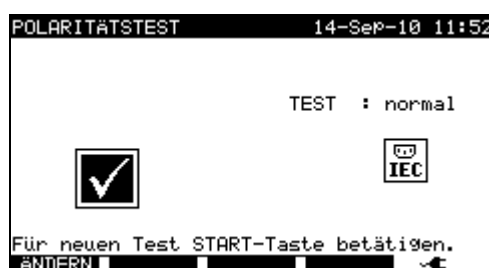 POLARITÄTSTEST 14-Sep-10 11:52
TEST : normal
IEC
Für neuen Test START-Taste betätigen.
ÄNDERN